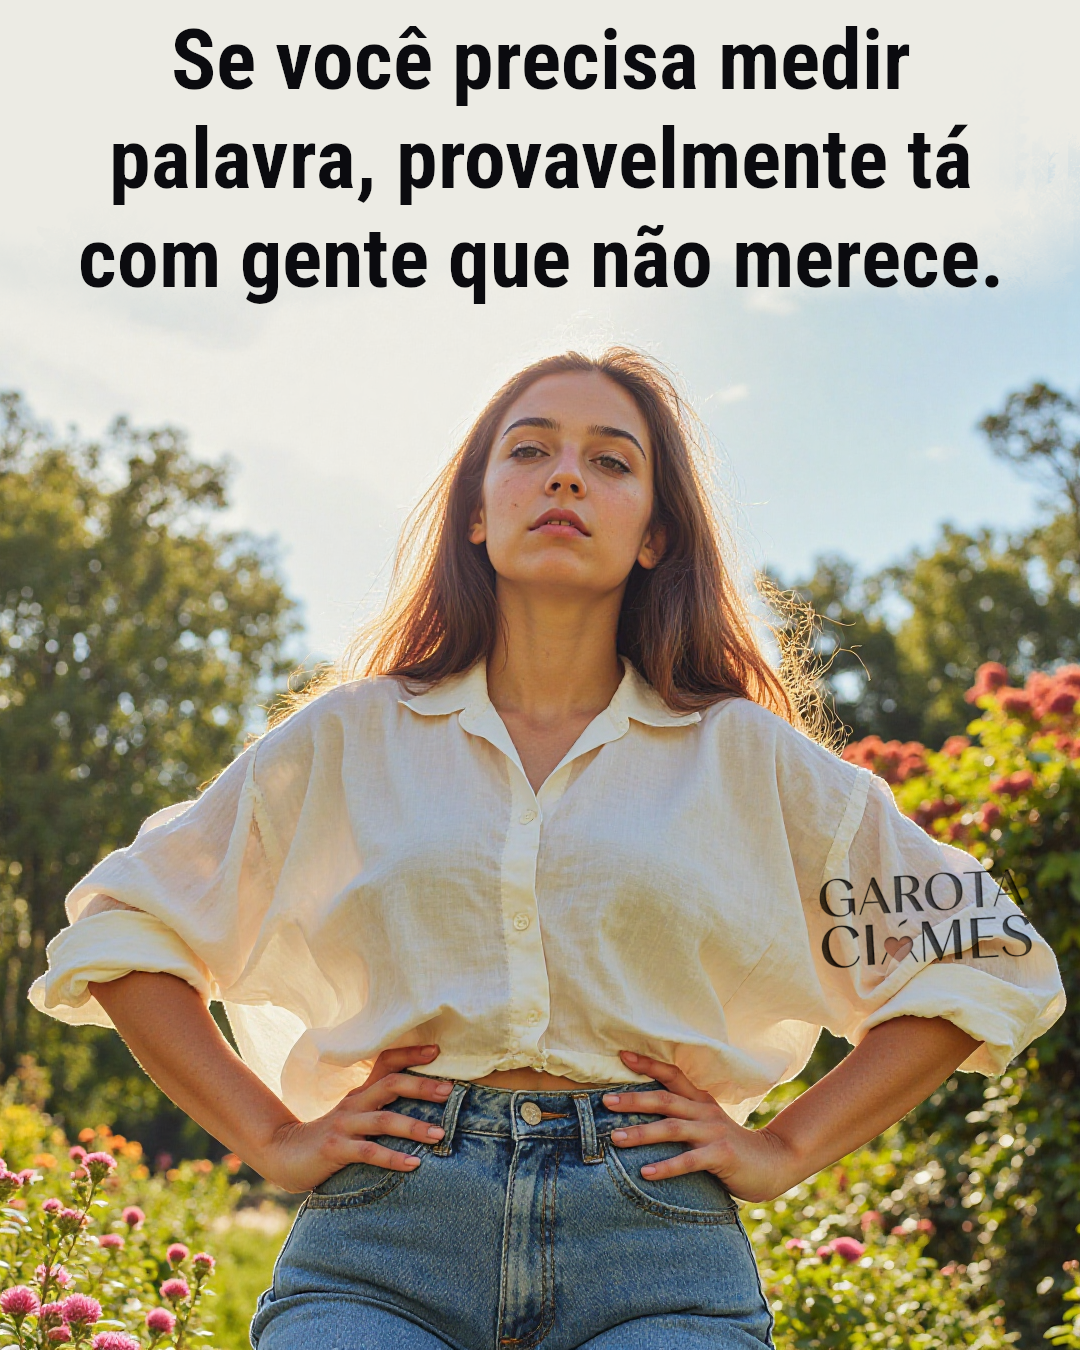 Se você precisa medir
palavra, provavelmente tá
com gente que não merece.
GAROTA
CIÚMES